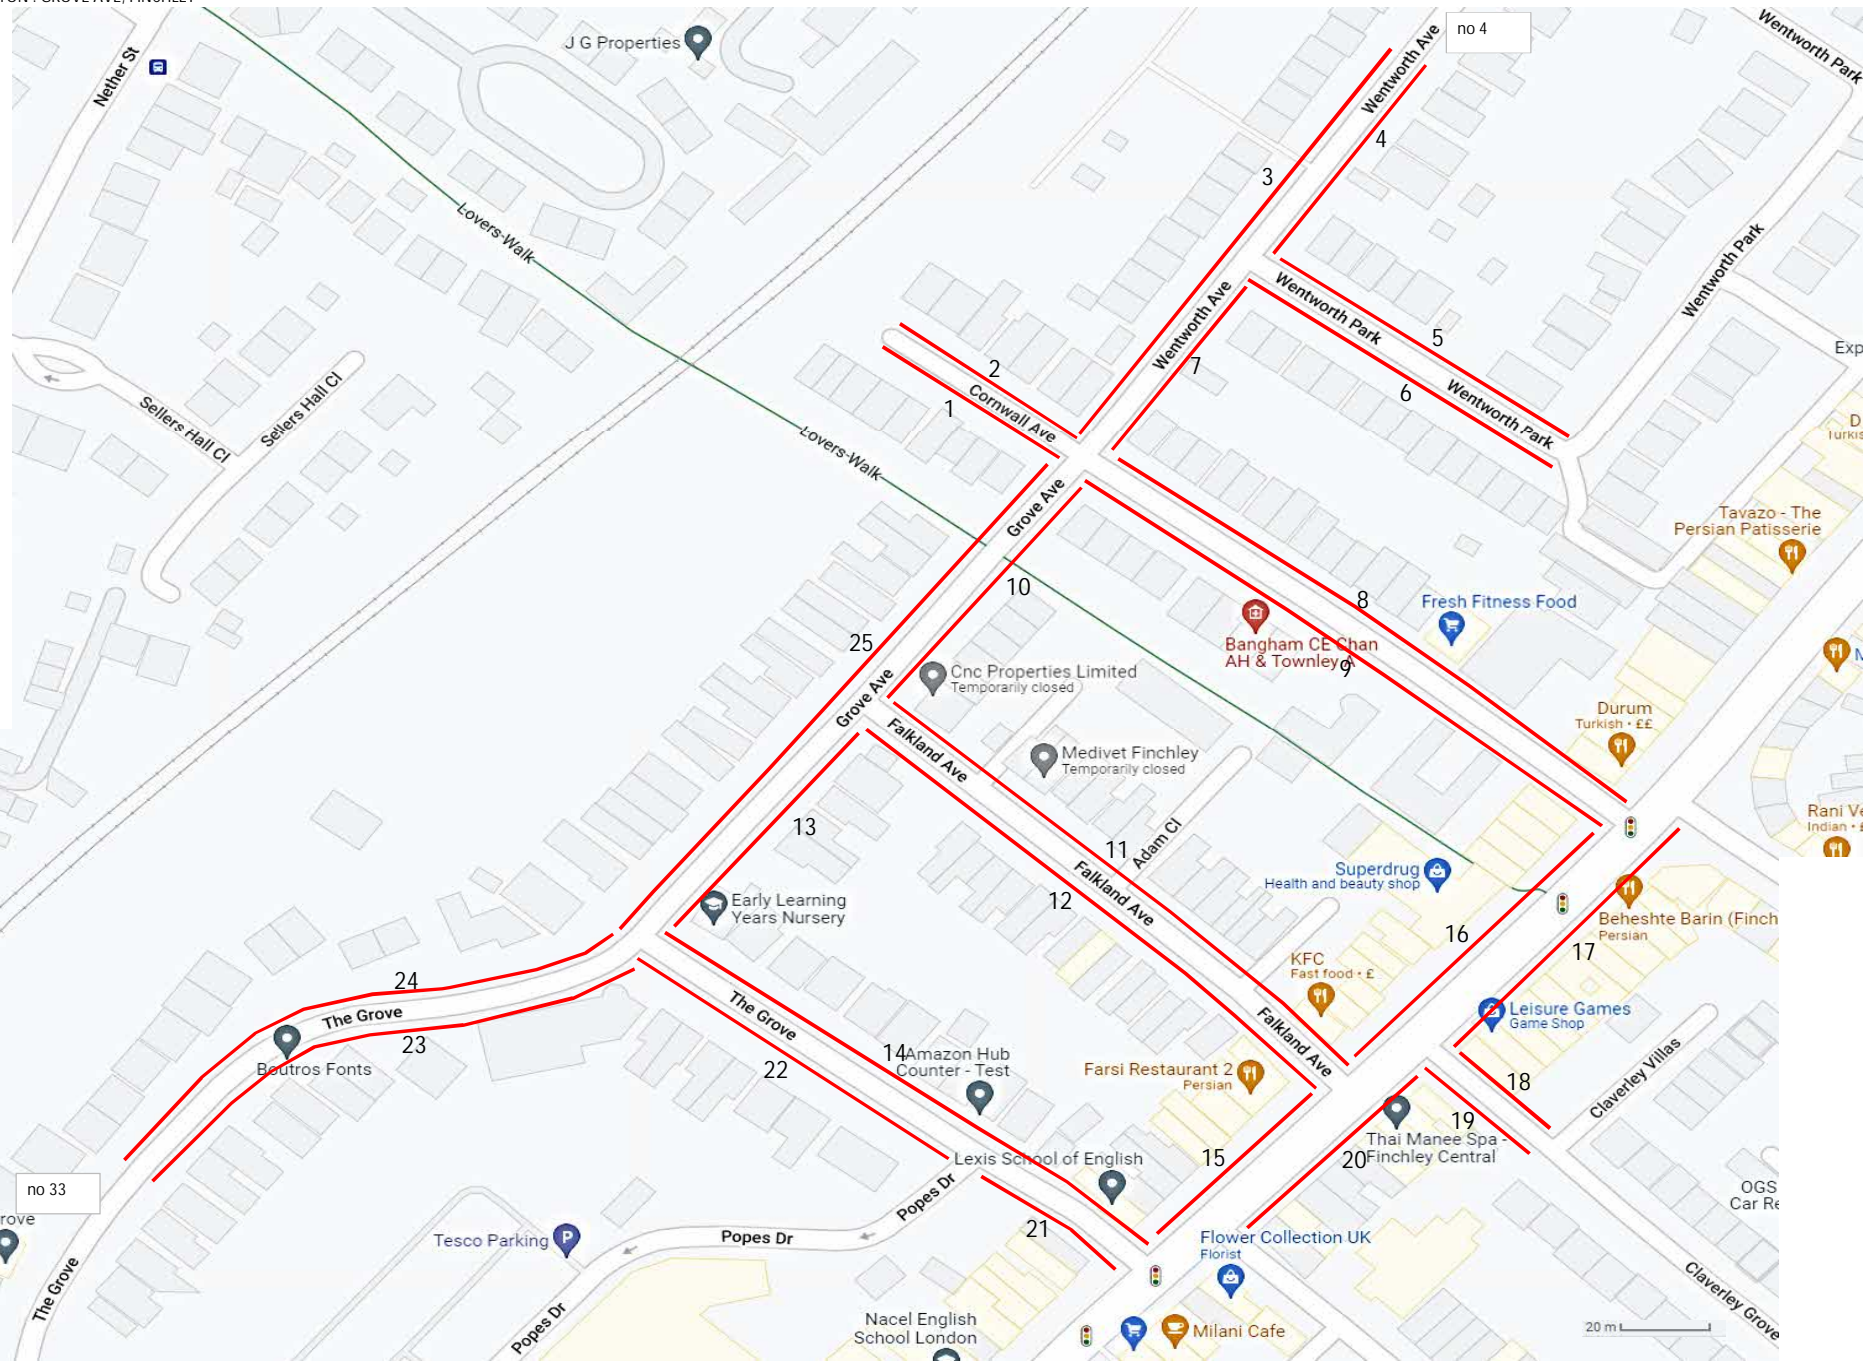 GROVE AVE, FINCHLEY
J G Properties
no 4
Wentworth Park
Wentworth Ave
Nether St
4
3
Lovers-Walk
Wentworth Park
Wentworth Ave
Wentworth Park
5
7
2
Exp
Sellers Hall Cl
Sellers Hall Cl
Cornwall Ave
1
6
Wentworth Park
D
Turkis
Lovers-Walk
Grove Ave
Tavazo - The
Persian Patisserie
10
8
Fresh Fitness Food
25
Bangham CE Chan
AH & Townley A
9
M
Cnc Properties Limited
Temporarily closed
Grove Ave
Durum
Turkish • ££
Falkland Ave
Medivet Finchley
Temporarily closed
13
11
Adam Cl
Rani Ve
Indian • £
Superdrug
Health and beauty shop
Falkland Ave
12
Early Learning
Years Nursery
Beheshte Barin (Finch
Persian
16
17
KFC
Fast food • £
24
The Grove
The Grove
Leisure Games
Game Shop
23
Falkland Ave
14
Amazon Hub
Counter - Test
Boutros Fonts
22
Farsi Restaurant 2
Persian
18
Claverley Villas
19
Thai Manee Spa -
Finchley Central
15
20
Lexis School of English
no 33
rove
OGS
Car Re
Popes Dr
21
Tesco Parking
P
Popes Dr
Flower Collection UK
Florist
The Grove
Popes Dr
Claverley Grove
Nacel English
School London
Milani Cafe
20 m